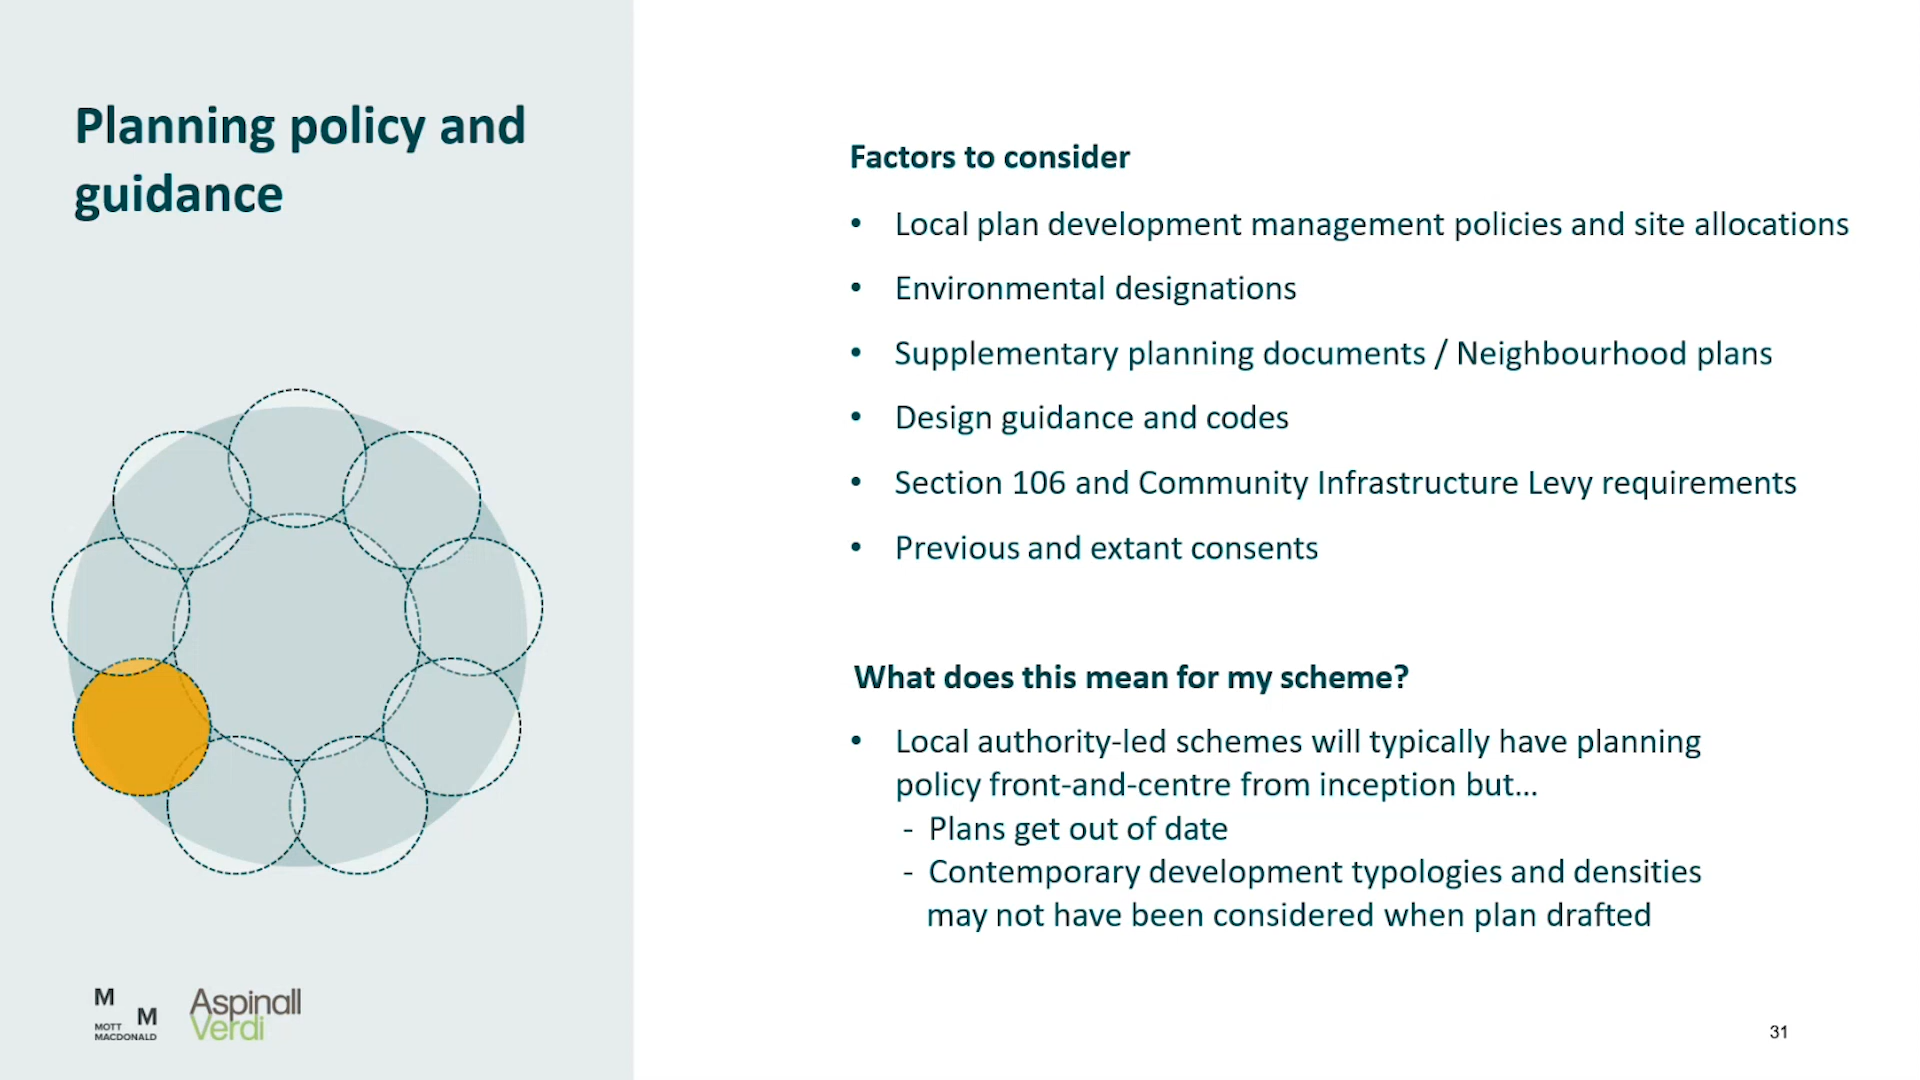 Planning policy and
guidance
Factors to consider
• Local plan development management policies and site allocations
• Environmental designations
• Supplementary planning documents / Neighbourhood plans
• Design guidance and codes
• Section 106 and Community Infrastructure Levy requirements
• Previous and extant consents
What does this mean for my scheme?
• Local authority-led schemes will typically have planning
policy front-and-centre from inception but...
- Plans get out of date
- Contemporary development typologies and densities
may not have been considered when plan drafted
M
M
MOTT
MACDONALD
Aspinall
Verdi
31